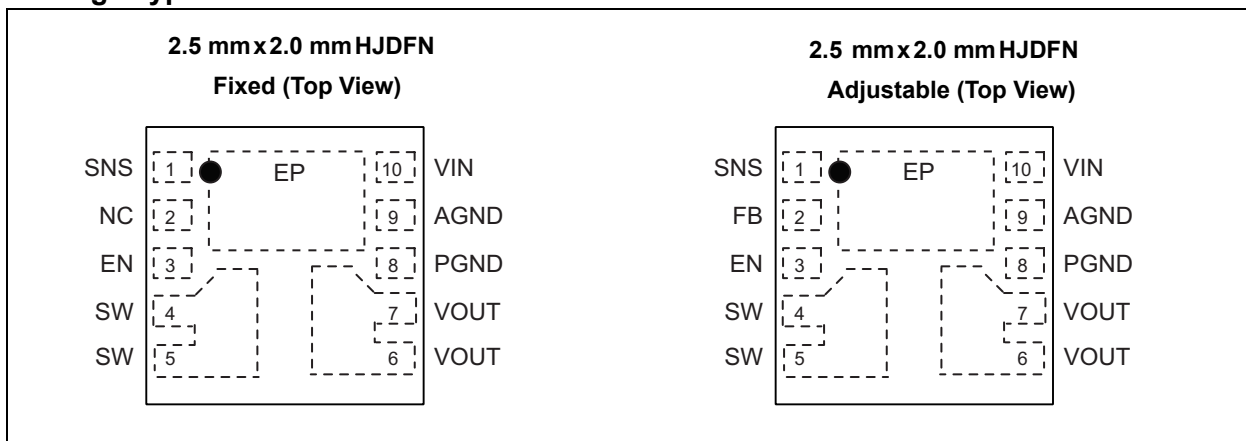 2.5 mm x 2.0 mm HJDFN
Fixed (Top View)
SNS 1 EP 10 VIN
NC 2 9 AGND
EN 3 8 PGND
SW 4 7 VOUT
SW 5 6 VOUT
2.5 mm x 2.0 mm HJDFN
Adjustable (Top View)
SNS 1 EP 10 VIN
FB 2 9 AGND
EN 3 8 PGND
SW 4 7 VOUT
SW 5 6 VOUT